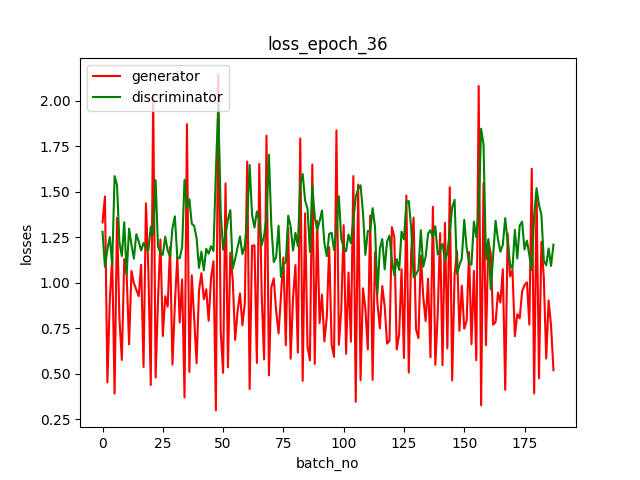 loss_epoch_36
generator
discriminator
2.00
1.75
1.50
1.25
1.00
0.75
0.50
0.25
losses
0 25 50 75 100 125 150 175
batch_no